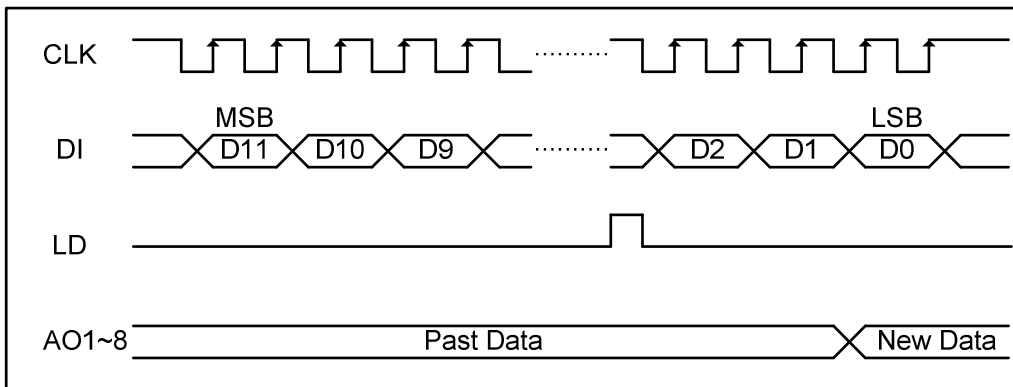 CLK
MSB LSB
DI D11 D10 D9 D2 D1 D0
LD
AO1~8 Past Data New Data